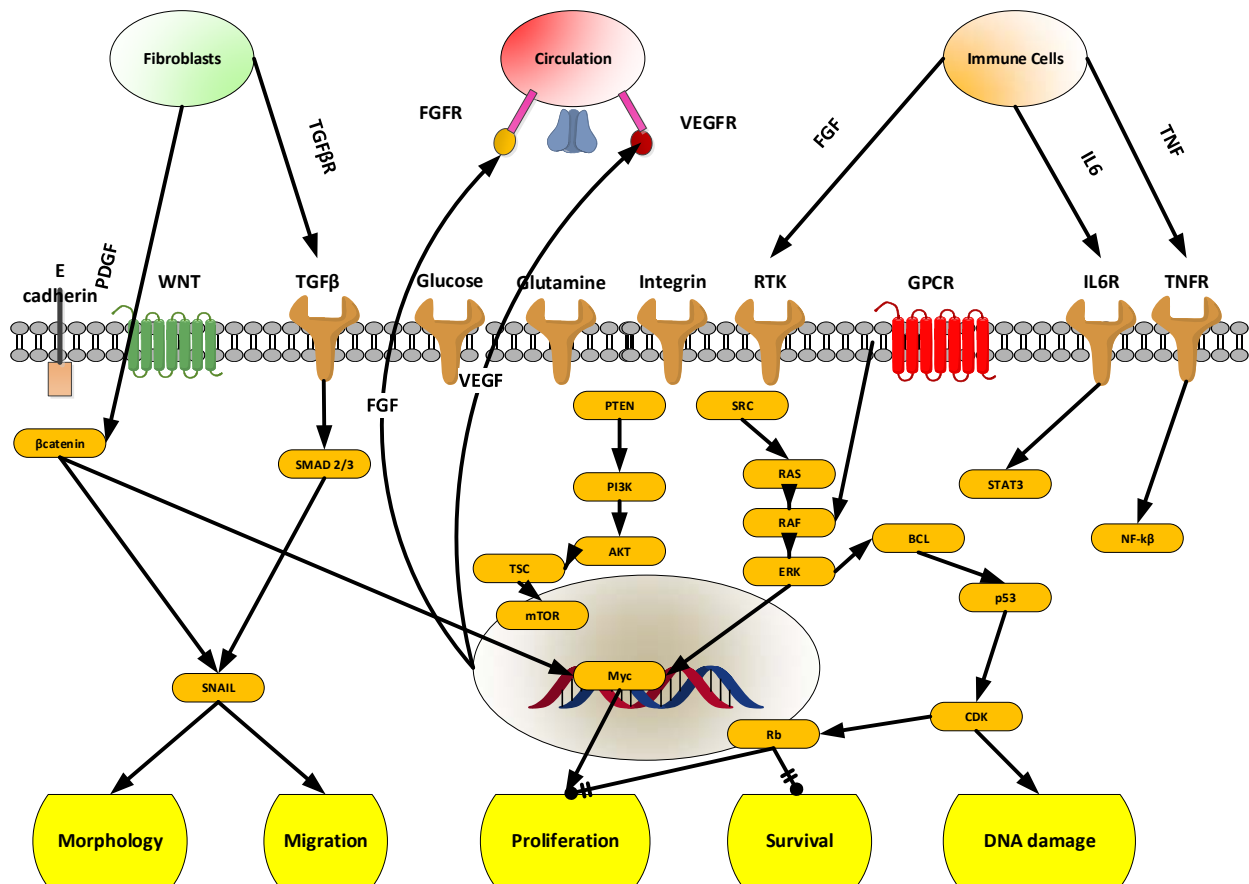 Fibroblasts
Circulation
Immune Cells
FGFR
VEGFR
TGFβR
FGF
IL6
TNF
PDGF
E
cadherin
WNT
TGFβ
Glucose
Glutamine
Integrin
RTK
GPCR
IL6R
TNFR
VEGF
FGF
PTEN
SRC
βcatenin
SMAD 2/3
RAS
PI3K
STAT3
RAF
BCL
NF-kβ
AKT
TSC
ERK
p53
mTOR
Myc
SNAIL
CDK
Rb
Morphology
Migration
Proliferation
Survival
DNA damage